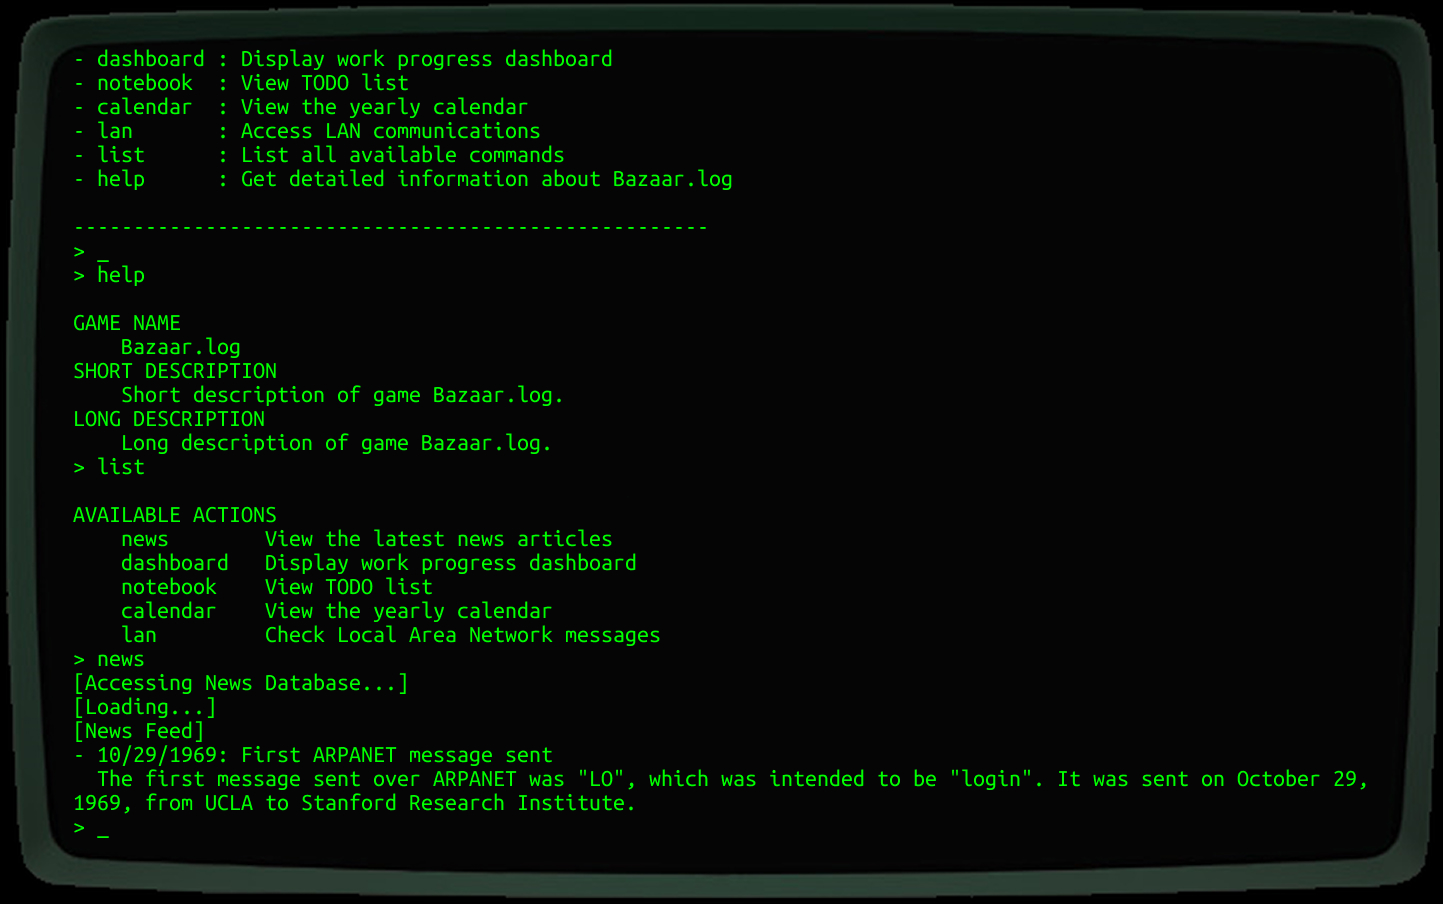 - dashboard : Display work progress dashboard
- notebook  : View TODO list
- calendar  : View the yearly calendar
- lan       : Access LAN communications
- list      : List all available commands
- help      : Get detailed information about Bazaar.log
-----------------------------------------------------
> _
> help
GAME NAME
    Bazaar.log
SHORT DESCRIPTION
    Short description of game Bazaar.log.
LONG DESCRIPTION
    Long description of game Bazaar.log.
> list
AVAILABLE ACTIONS
    news        View the latest news articles
    dashboard   Display work progress dashboard
    notebook    View TODO list
    calendar    View the yearly calendar
    lan         Check Local Area Network messages
> news
[Accessing News Database...]
[Loading...]
[News Feed]
- 10/29/1969: First ARPANET message sent
  The first message sent over ARPANET was "LO", which was intended to be "login". It was sent on October 29,
1969, from UCLA to Stanford Research Institute.
> _